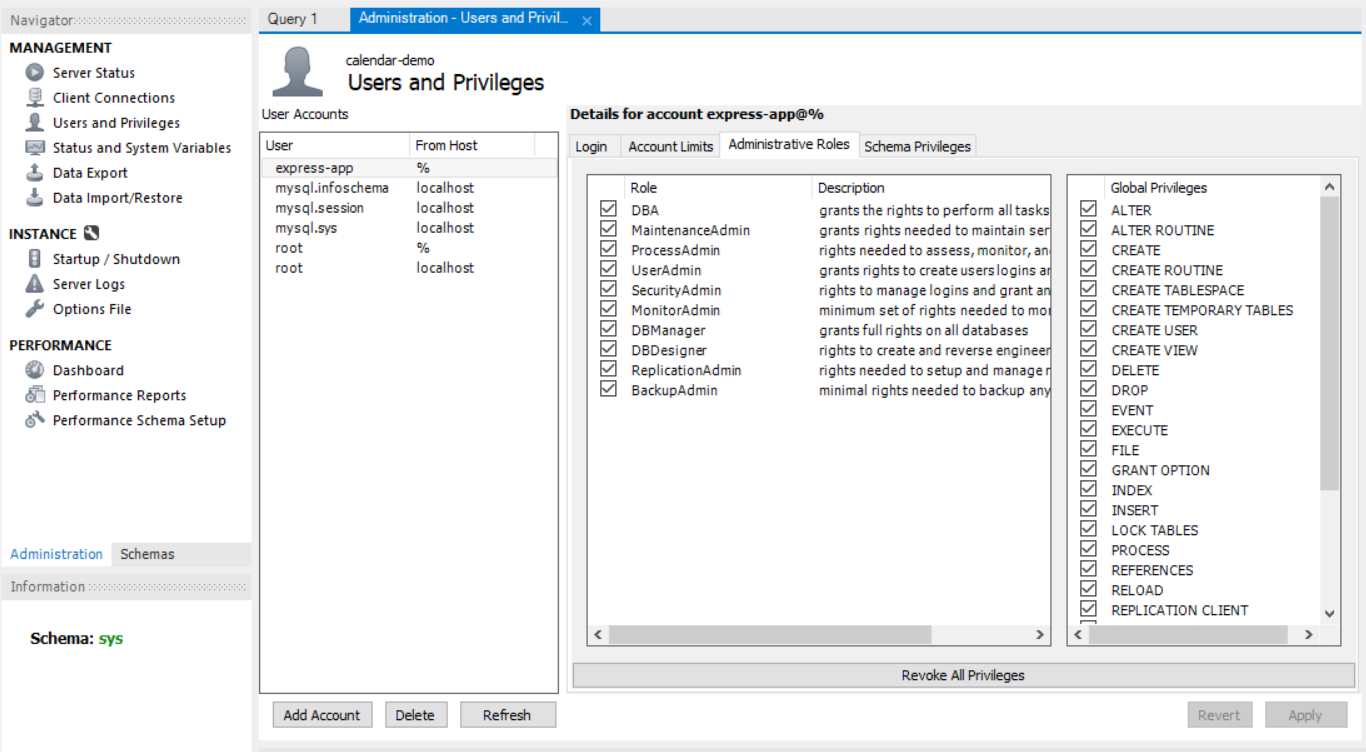 Navigator
MANAGEMENT
Server Status
Client Connections
Users and Privileges
Status and System Variables
Data Export
Data Import/Restore
INSTANCE
Startup / Shutdown
Server Logs
Options File
PERFORMANCE
Dashboard
Performance Reports
Performance Schema Setup
Administration Schemas
Information
Schema: sys
Query 1 Administration - Users and Privil...
calendar-demo
Users and Privileges
User Accounts
User From Host
express-app %
mysql.infoschema localhost
mysql.session localhost
mysql.sys localhost
root %
root localhost
Add Account Delete Refresh
Details for account express-app@%
Login Account Limits Administrative Roles Schema Privileges
Role Description
DBA grants the rights to perform all tasks
MaintenanceAdmin grants rights needed to maintain ser
ProcessAdmin rights needed to assess, monitor, an
UserAdmin grants rights to create users logins ar
SecurityAdmin rights to manage logins and grant an
MonitorAdmin minimum set of rights needed to mor
DBManager grants full rights on all databases
DBDesigner rights to create and reverse engineer
ReplicationAdmin rights needed to setup and manage r
BackupAdmin minimal rights needed to backup any
Global Privileges
ALTER
ALTER ROUTINE
CREATE
CREATE ROUTINE
CREATE TABLESPACE
CREATE TEMPORARY TABLES
CREATE USER
CREATE VIEW
DELETE
DROP
EVENT
EXECUTE
FILE
GRANT OPTION
INDEX
INSERT
LOCK TABLES
PROCESS
REFERENCES
RELOAD
REPLICATION CLIENT
Revoke All Privileges
Revert Apply